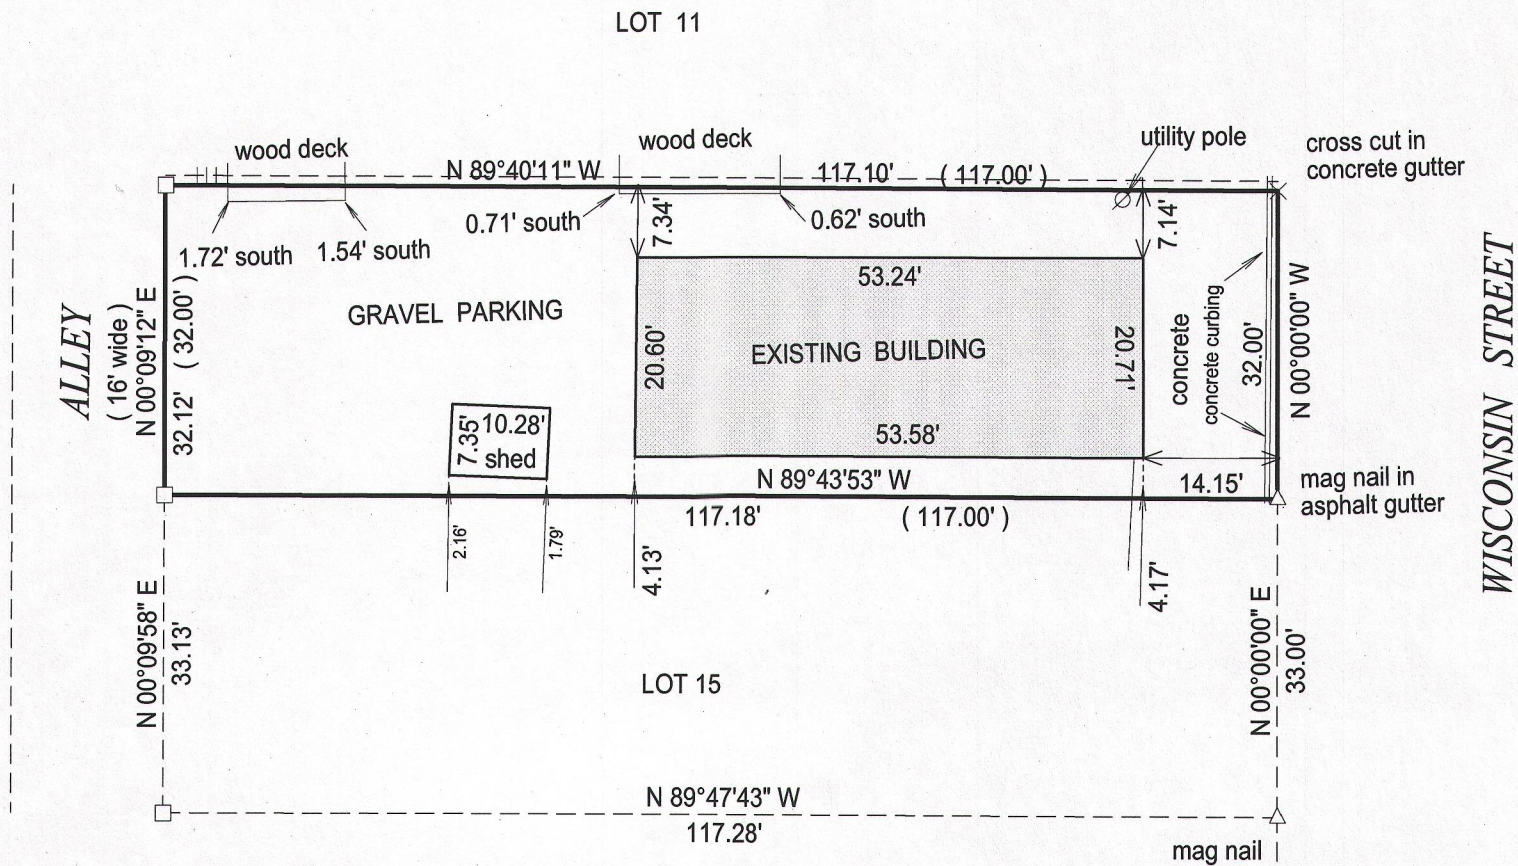 LOT 11
wood deck
wood deck
utility pole
cross cut in
concrete gutter
N 89°40'11" W
117.10'
( 117.00' )
1.72' south
1.54' south
0.71' south
7.34'
0.62' south
7.14'
ALLEY
( 16' wide )
N 00°09'12" E
32.12' ( 32.00' )
GRAVEL PARKING
53.24'
20.60'
EXISTING BUILDING
20.71'
53.58'
concrete
concrete curbing
32.00'
N 00°00'00" W
WISCONSIN STREET
7.35'
10.28'
shed
N 89°43'53" W
117.18'
( 117.00' )
14.15'
mag nail in
asphalt gutter
2.16'
1.79'
4.13'
4.17'
N 00°09'58" E
33.13'
LOT 15
N 00°00'00" E
33.00'
N 89°47'43" W
117.28'
mag nail